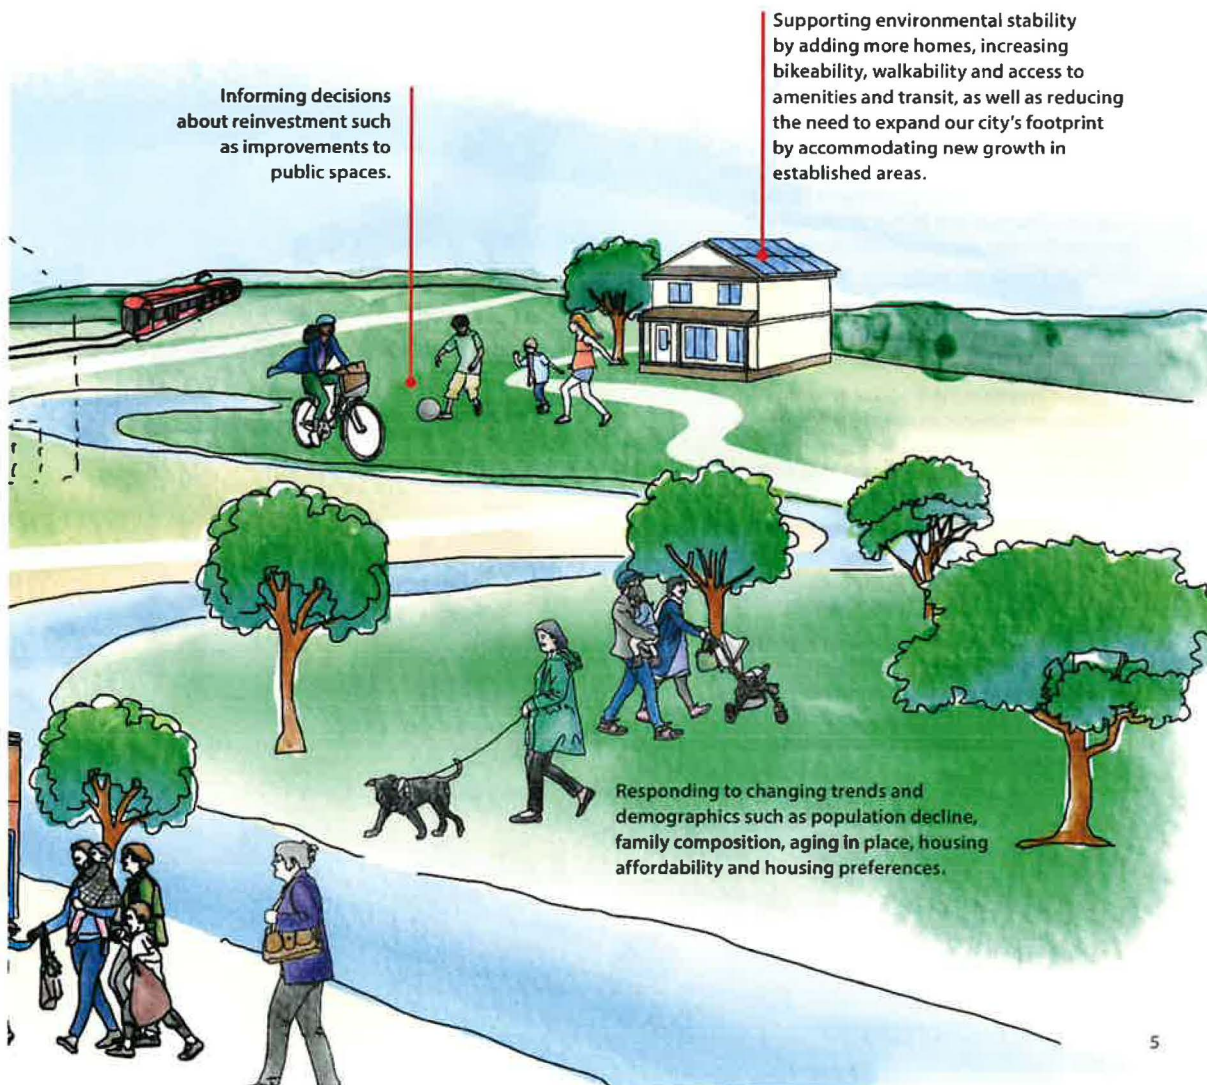 Informing decisions
about reinvestment such
as improvements to
public spaces.
Supporting environmental stability
by adding more homes, increasing
bikeability, walkability and access to
amenities and transit, as well as reducing
the need to expand our city's footprint
by accommodating new growth in
established areas.
Responding to changing trends and
demographics such as population decline,
family composition, aging in place, housing
affordability and housing preferences.
5